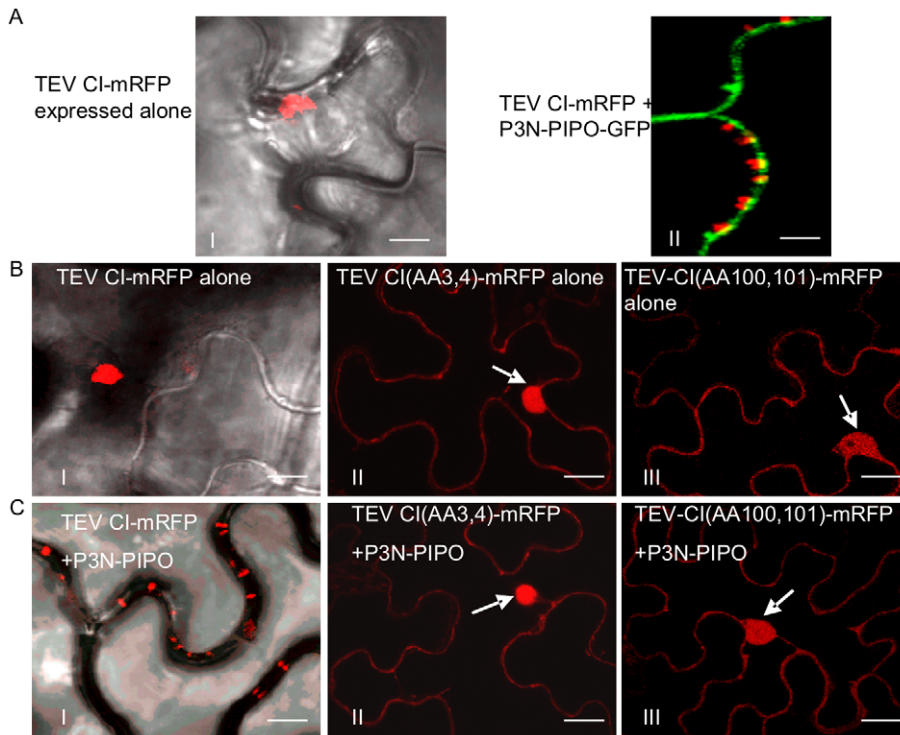 A
TEV CI-mRFP
expressed alone
I
TEV CI-mRFP +
P3N-PIPO-GFP
II
B
TEV CI-mRFP alone
I
TEV CI(AA3,4)-mRFP alone
II
TEV-CI(AA100,101)-mRFP
alone
III
C
TEV CI-mRFP
+P3N-PIPO
I
TEV CI(AA3,4)-mRFP
+P3N-PIPO
II
TEV-CI(AA100,101)-mRFP
+P3N-PIPO
III